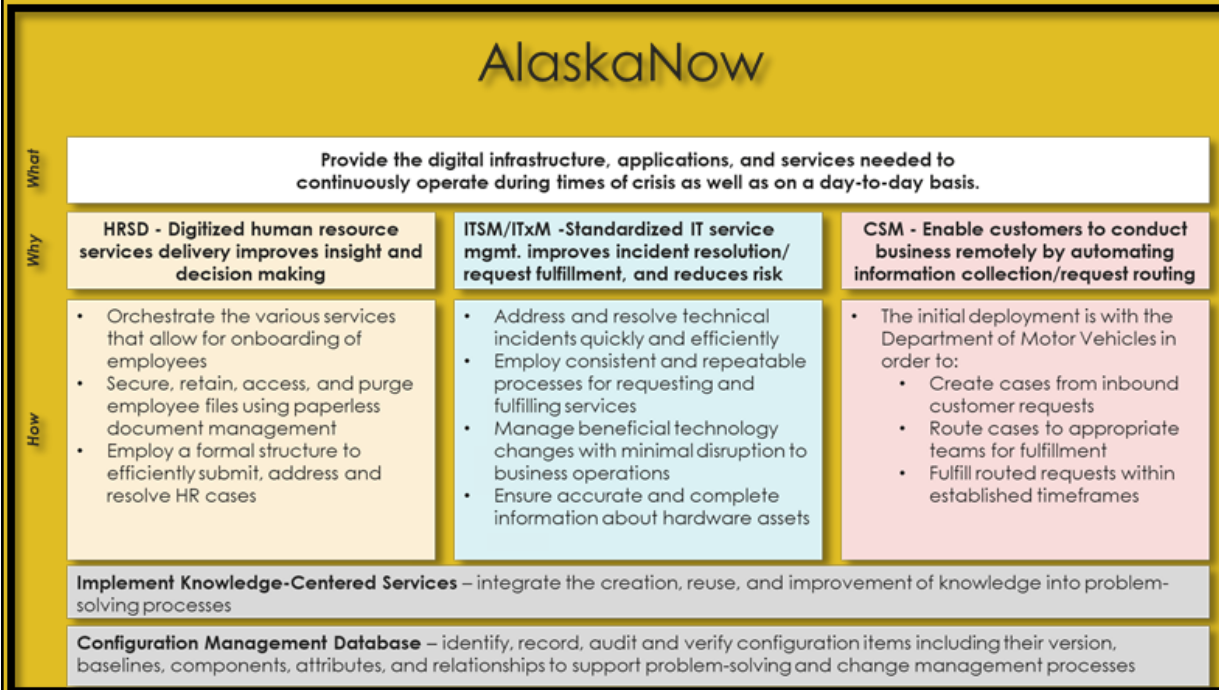 AlaskaNow
What
Provide the digital infrastructure, applications, and services needed to
continuously operate during times of crisis as well as on a day-to-day basis.
Why
HRSD - Digitized human resource
services delivery improves insight and
decision making
ITSM/ITxM -Standardized IT service
mgmt. improves incident resolution/
request fulfillment, and reduces risk
CSM - Enable customers to conduct
business remotely by automating
information collection/request routing
How
• Orchestrate the various services
that allow for onboarding of
employees
• Secure, retain, access, and purge
employee files using paperless
document management
• Employ a formal structure to
efficiently submit, address and
resolve HR cases
• Address and resolve technical
incidents quickly and efficiently
• Employ consistent and repeatable
processes for requesting and
fulfilling services
• Manage beneficial technology
changes with minimal disruption to
business operations
• Ensure accurate and complete
information about hardware assets
• The initial deployment is with the
Department of Motor Vehicles in
order to:
• Create cases from inbound
customer requests
• Route cases to appropriate
teams for fulfillment
• Fulfill routed requests within
established timeframes
Implement Knowledge-Centered Services – integrate the creation, reuse, and improvement of knowledge into problem-
solving processes
Configuration Management Database – identify, record, audit and verify configuration items including their version,
baselines, components, attributes, and relationships to support problem-solving and change management processes